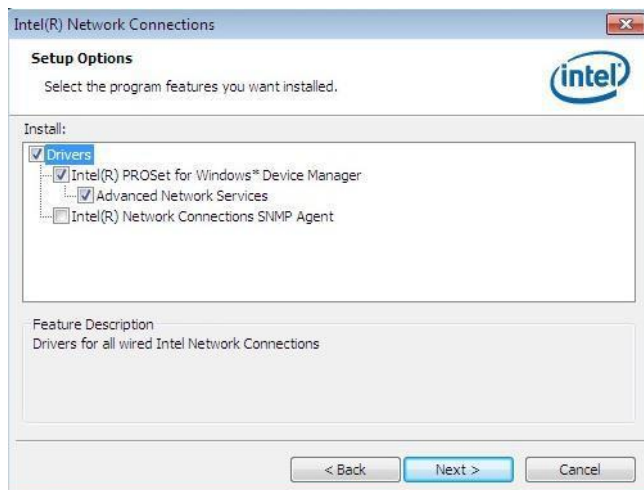 Intel(R) Network Connections
Setup Options
Select the program features you want installed.
intel
Install:
Drivers
Intel(R) PROSet for Windows* Device Manager
Advanced Network Services
Intel(R) Network Connections SNMP Agent
Feature Description
Drivers for all wired Intel Network Connections
< Back
Next >
Cancel